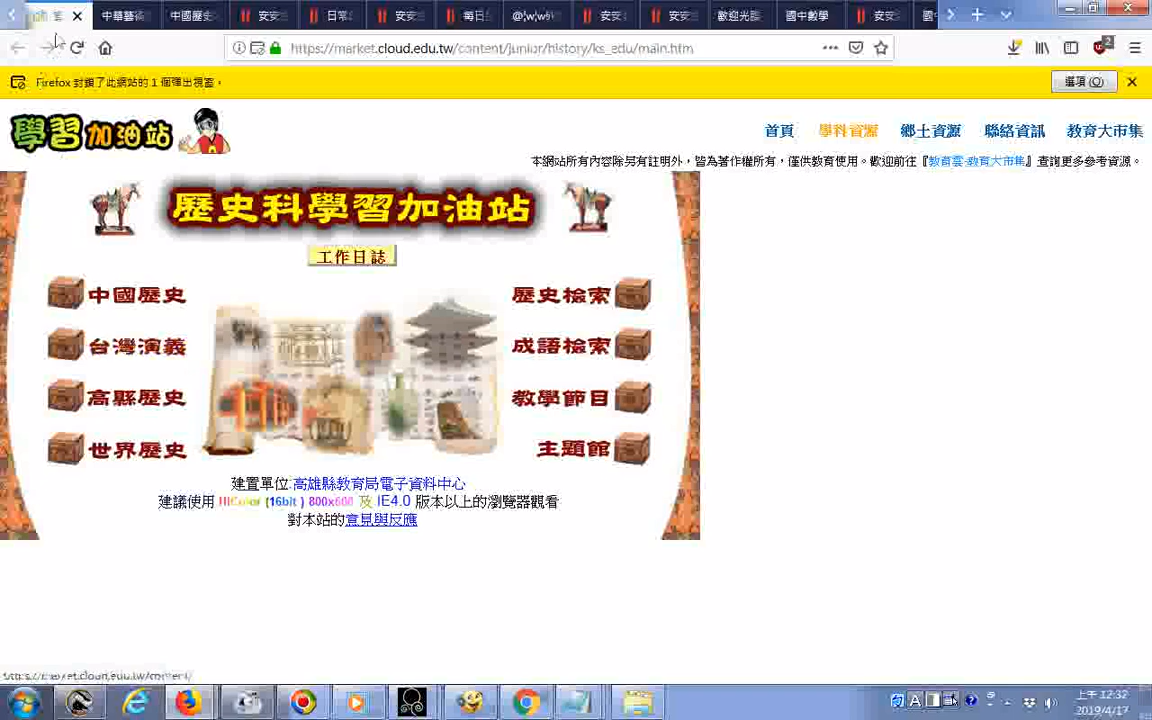 中華藝術
中國歷史
安安
日常
安安
每日
@¦w¦w§
安安
安安
歡迎光臨
國中數學
安安
國
https://market.cloud.edu.tw/content/junior/history/ks_edu/main.htm
2
Firefox 封鎖了此網站的 1 個彈出視窗。
選項(O)
學習加油站
首頁 學科資源 鄉土資源 聯絡資訊 教育大市集
本網站所有內容除另有註明外，皆為著作權所有，僅供教育使用。歡迎前往『教育雲-教育大市集』查詢更多參考資源。
歷史科學習加油站
工作日誌
中國歷史
歷史檢索
台灣演義
成語檢索
高縣歷史
教學節目
世界歷史
主題館
建置單位:高雄縣教育局電子資料中心
建議使用 HiColor (16bit ) 800x600 及 IE4.0 版本以上的瀏覽器觀看
對本站的意見與反應
https://market.cloud.edu.tw/content/
上午 12:32
2019/4/17